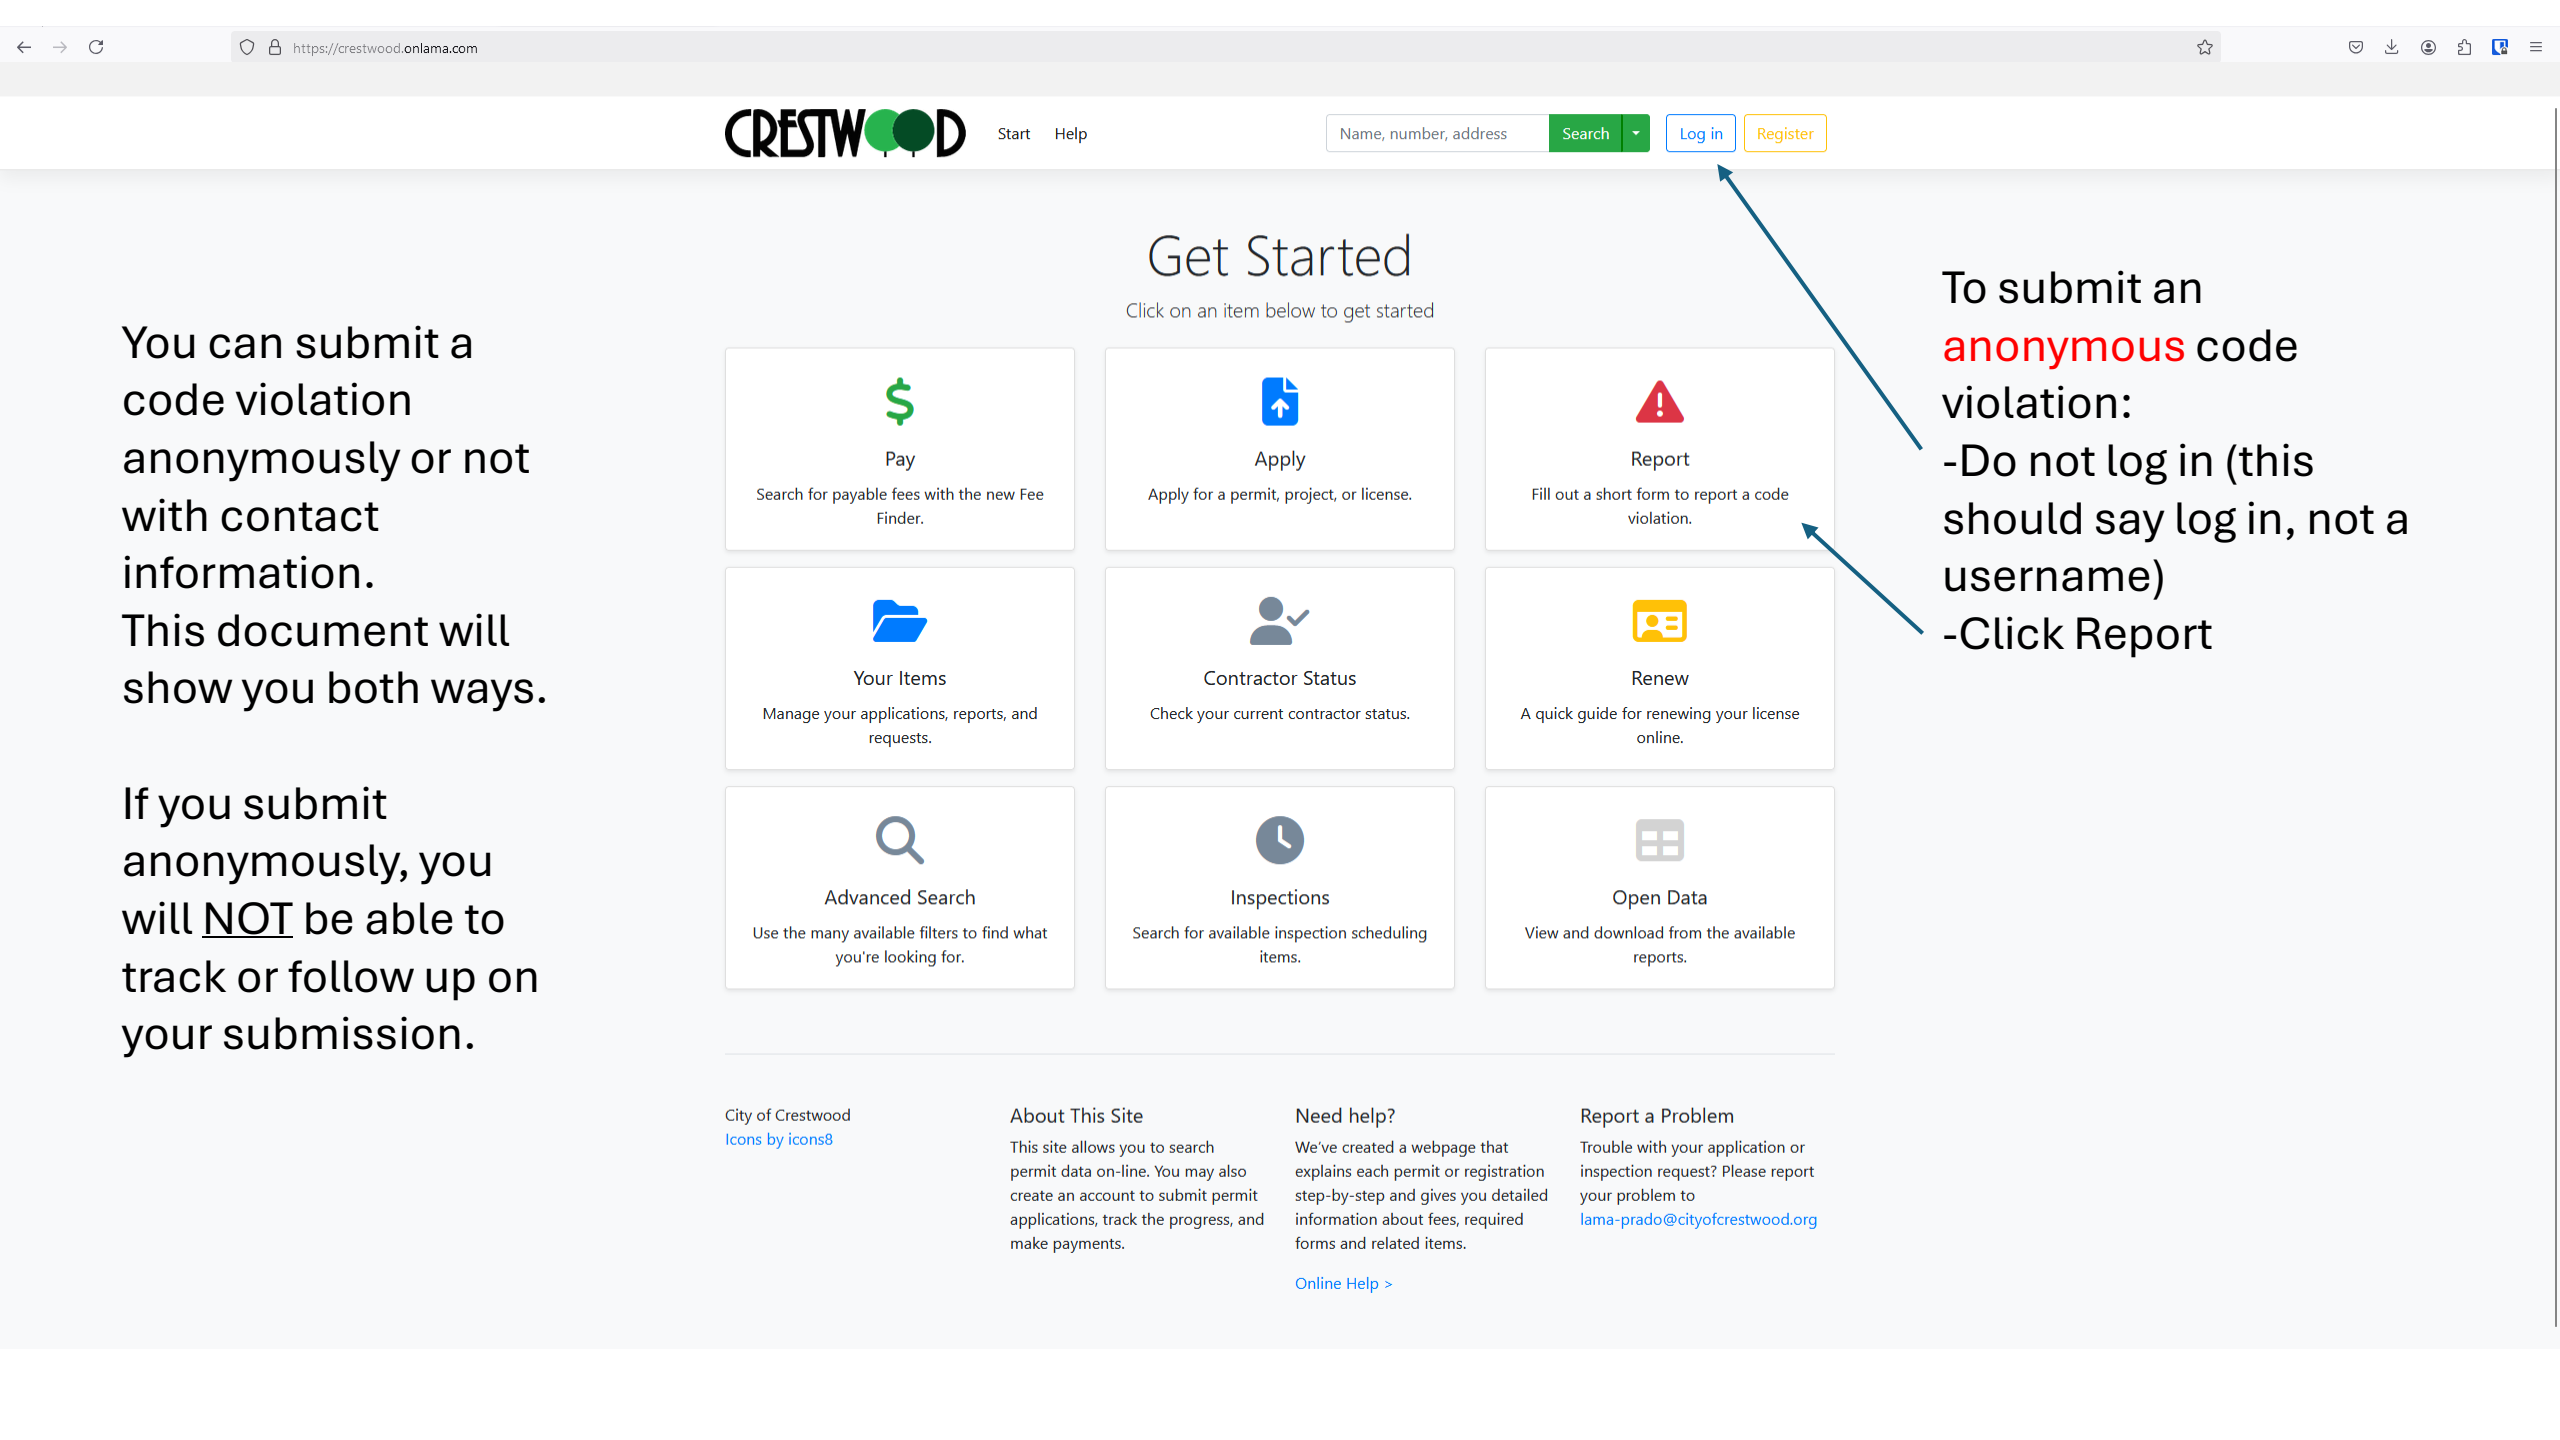 https://crestwood.onlama.com
CRESTWOOD
Start
Help
Name, number, address
Search
Log in
Register
Get Started
Click on an item below to get started
You can submit a
code violation
anonymously or not
with contact
information.
This document will
show you both ways.
If you submit
anonymously, you
will NOT be able to
track or follow up on
your submission.
Pay
Search for payable fees with the new Fee
Finder.
Apply
Apply for a permit, project, or license.
Report
Fill out a short form to report a code
violation.
Your Items
Manage your applications, reports, and
requests.
Contractor Status
Check your current contractor status.
Renew
A quick guide for renewing your license
online.
Advanced Search
Use the many available filters to find what
you're looking for.
Inspections
Search for available inspection scheduling
items.
Open Data
View and download from the available
reports.
To submit an
anonymous code
violation:
-Do not log in (this
should say log in, not a
username)
-Click Report
City of Crestwood
Icons by icons8
About This Site
This site allows you to search
permit data on-line. You may also
create an account to submit permit
applications, track the progress, and
make payments.
Need help?
We've created a webpage that
explains each permit or registration
step-by-step and gives you detailed
information about fees, required
forms and related items.
Online Help >
Report a Problem
Trouble with your application or
inspection request? Please report
your problem to
lama-prado@cityofcrestwood.org